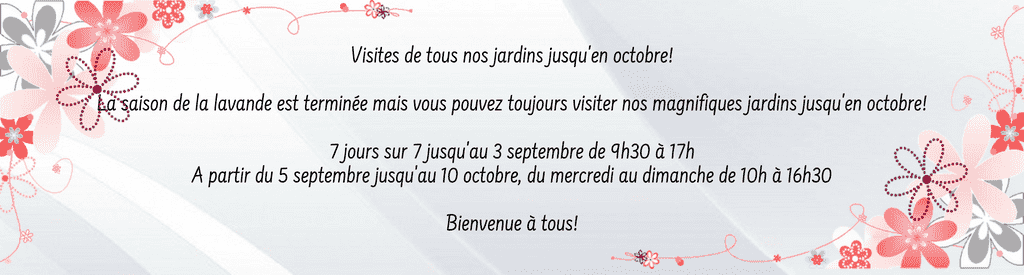 Visites de tous nos jardins jusqu'en octobre!
La saison de la lavande est terminée mais vous pouvez toujours visiter nos magnifiques jardins jusqu'en octobre!
7 jours sur 7 jusqu'au 3 septembre de 9h30 à 17h
A partir du 5 septembre jusqu'au 10 octobre, du mercredi au dimanche de 10h à 16h30
Bienvenue à tous!